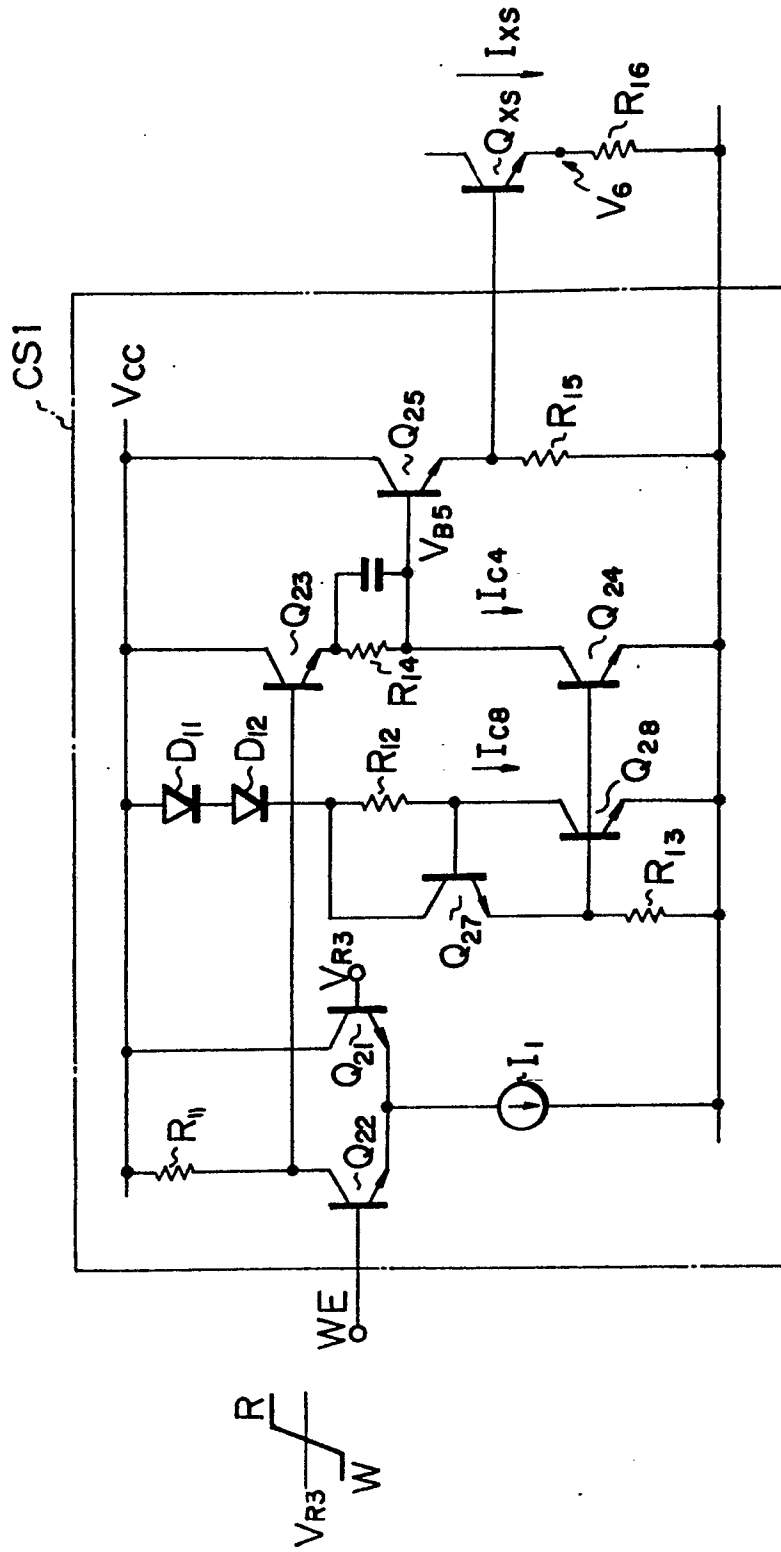 CS1
VCC
R11
D11
D12
Q23
Q25
R12
R14
VB5
IC8
IC4
Q22
Q21
VR3
Q27
Q28
Q24
R13
R15
I1
WE
VR3
R
W
QXS
IXS
V6
R16